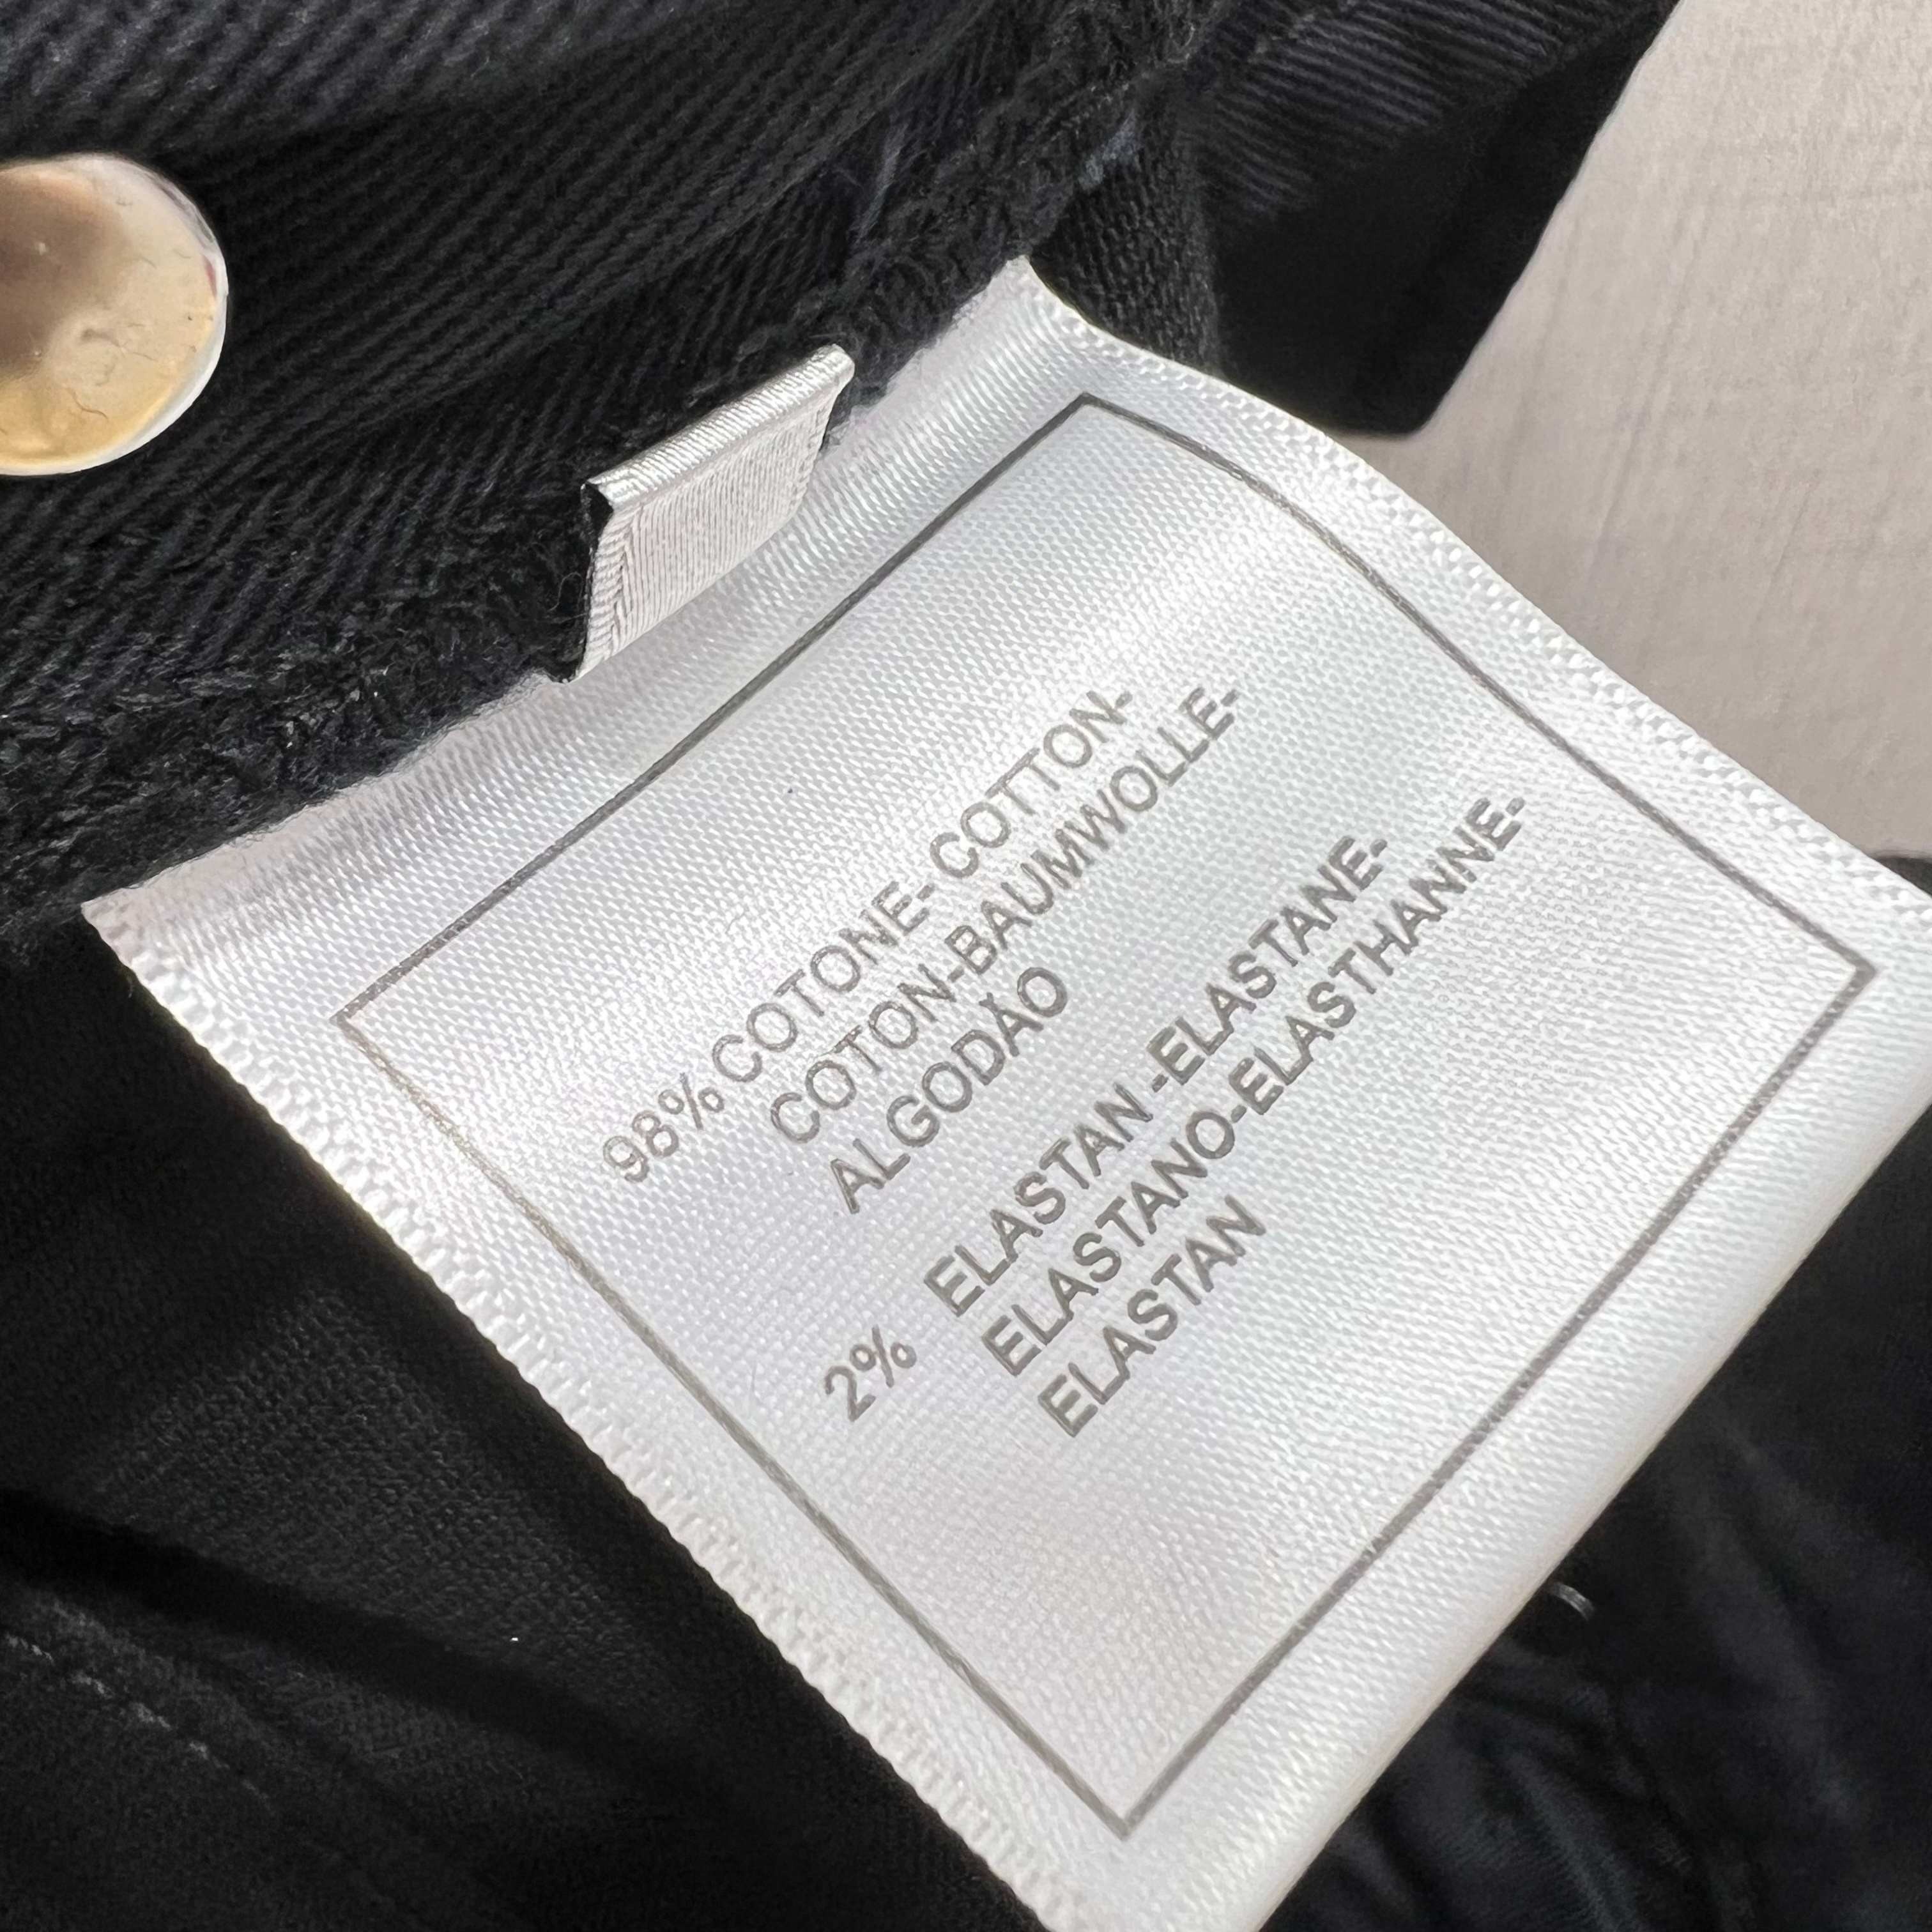 98% COTONE- COTTON-
COTON-BAUMWOLLE-
ALGODÃO
2% ELASTAN -ELASTANE-
ELASTANO-ELASTHANNE-
ELASTAN